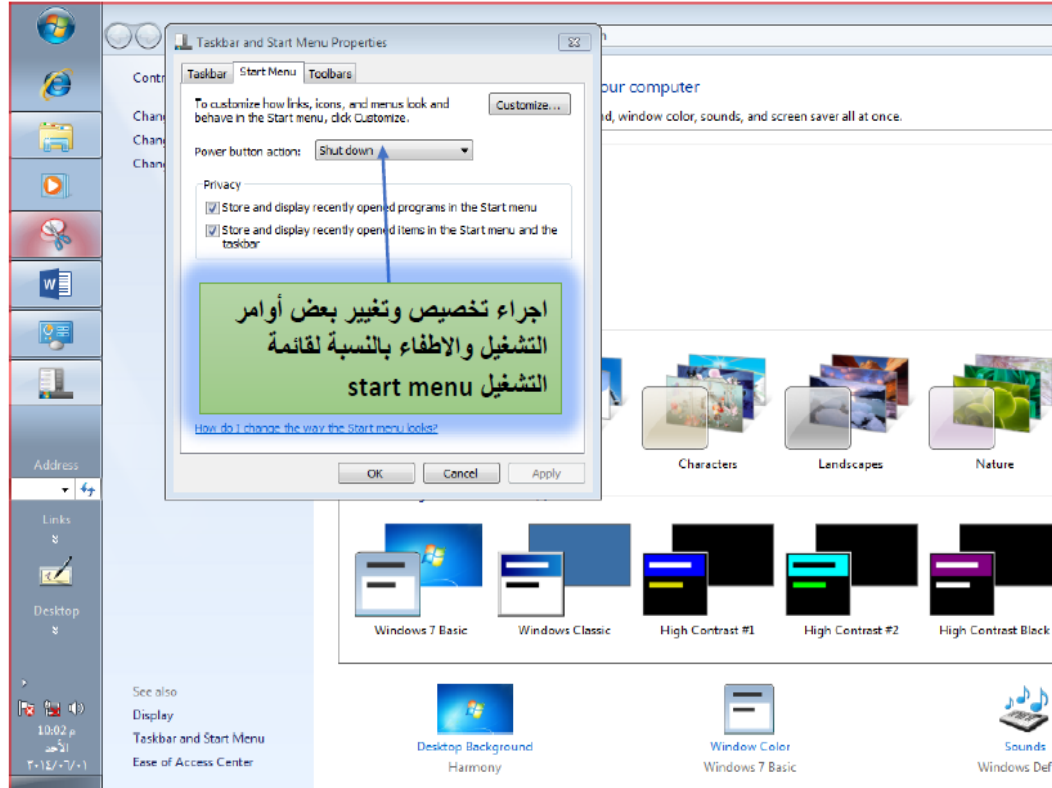 Taskbar and Start Menu Properties
Taskbar
Start Menu
Toolbars
To customize how links, icons, and menus look and
behave in the Start menu, click Customize.
Customize...
Power button action:
Shut down
Privacy
Store and display recently opened programs in the Start menu
Store and display recently opened items in the Start menu and the
taskbar
اجراء تخصيص وتغيير بعض أوامر
التشغيل والاطفاء بالنسبة لقائمة
التشغيل start menu
How do I change the way the Start menu looks?
OK
Cancel
Apply
Contr
Chang
Chang
Chang
our computer
nd, window color, sounds, and screen saver all at once.
Characters
Landscapes
Nature
Windows 7 Basic
Windows Classic
High Contrast #1
High Contrast #2
High Contrast Black
See also
Display
Taskbar and Start Menu
Ease of Access Center
Desktop Background
Harmony
Window Color
Windows 7 Basic
Sounds
Windows Def
Address
Links
Desktop
10:02 م
الأحد
٢٠١٤/٠٦/٠١